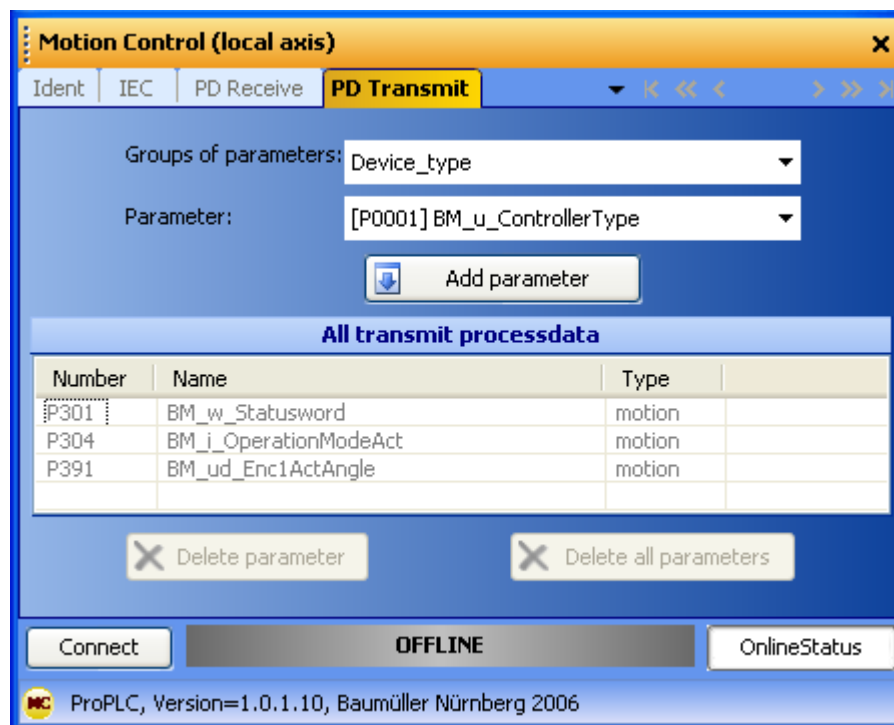 Motion Control (local axis)
Ident IEC PD Receive PD Transmit
Groups of parameters: Device_type
Parameter: [P0001] BM_u_ControllerType
Add parameter
All transmit processdata
Number Name Type
P301 BM_w_Statusword motion
P304 BM_i_OperationModeAct motion
P391 BM_ud_Enc1ActAngle motion
Delete parameter Delete all parameters
Connect OFFLINE OnlineStatus
MC ProPLC, Version=1.0.1.10, Baumüller Nürnberg 2006